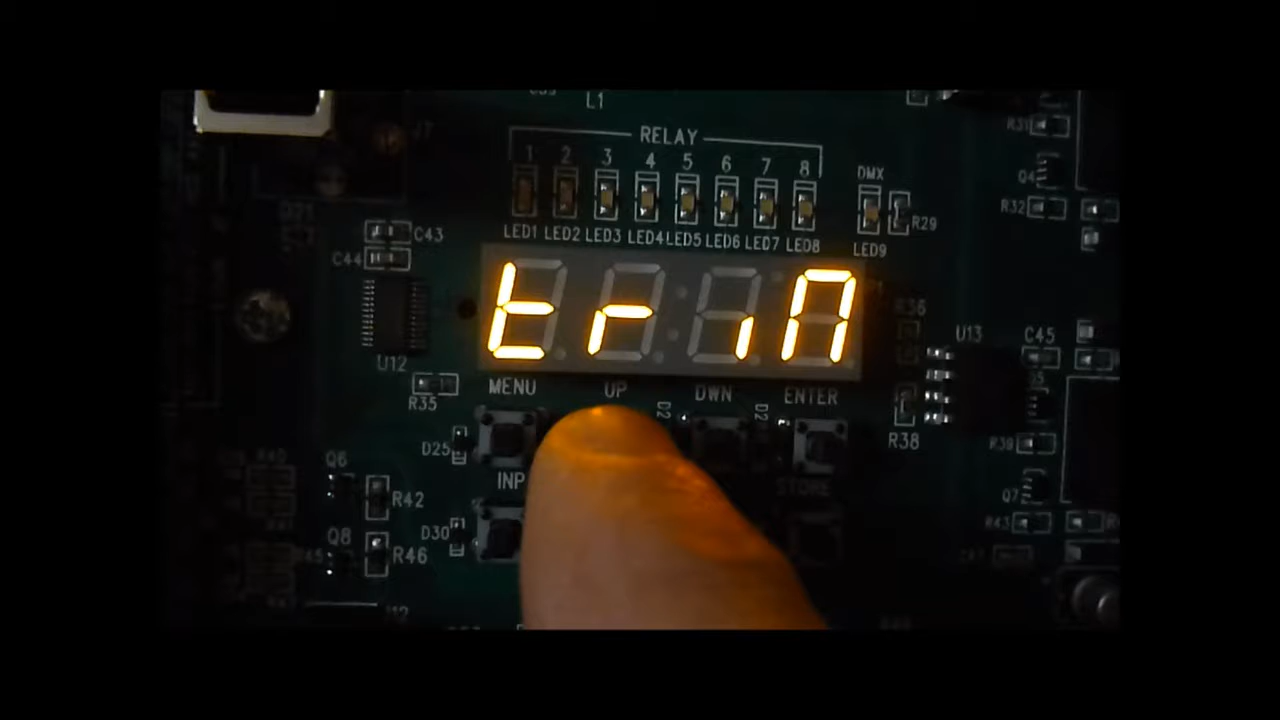 L1
J7
RELAY
1 2 3 4 5 6 7 8
DMX
R31
Q4
R32
R29
C43
C44
LED1 LED2 LED3 LED4 LED5 LED6 LED7 LED8 LED9
trin
R36
U13
C45
U12
R35
MENU UP DWN ENTER
R38
R39
D25
Q6
INP
STORE
R42
Q7
R43
D30
Q8
R46